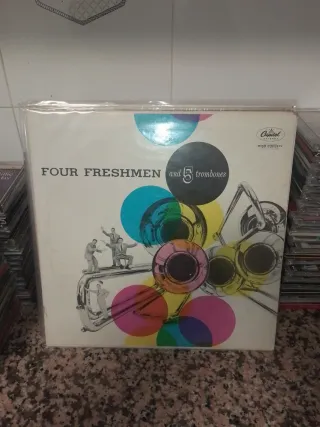 Capitol
FOUR FRESHMEN and 5 trombones